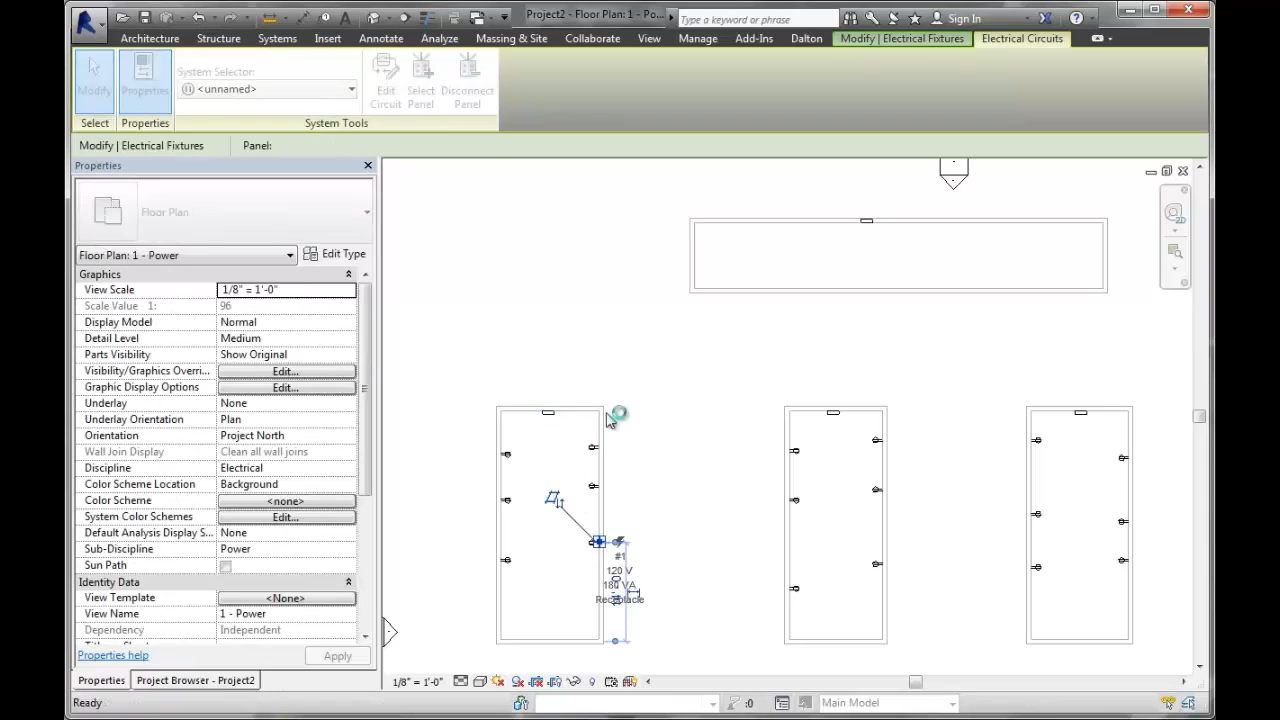 Project2 - Floor Plan: 1 - Po...
Type a keyword or phrase
Sign In
Architecture
Structure
Systems
Insert
Annotate
Analyze
Massing & Site
Collaborate
View
Manage
Add-Ins
Dalton
Modify | Electrical Fixtures
Electrical Circuits
Modify
Properties
System Selector:
<unnamed>
Edit Circuit
Select Panel
Disconnect Panel
Select
Properties
System Tools
Modify | Electrical Fixtures
Panel:
Properties
Floor Plan
Floor Plan: 1 - Power
Edit Type
Graphics
View Scale
1/8" = 1'-0"
Scale Value 1:
96
Display Model
Normal
Detail Level
Medium
Parts Visibility
Show Original
Visibility/Graphics Overri...
Edit...
Graphic Display Options
Edit...
Underlay
None
Underlay Orientation
Plan
Orientation
Project North
Wall Join Display
Clean all wall joins
Discipline
Electrical
Color Scheme Location
Background
Color Scheme
<none>
System Color Schemes
Edit...
Default Analysis Display S...
None
Sub-Discipline
Power
Sun Path
Identity Data
View Template
<None>
View Name
1 - Power
Dependency
Independent
Properties help
Apply
Properties
Project Browser - Project2
#1
120 V
180 VA
Receptacle
1/8" = 1'-0"
Ready
:0
Main Model